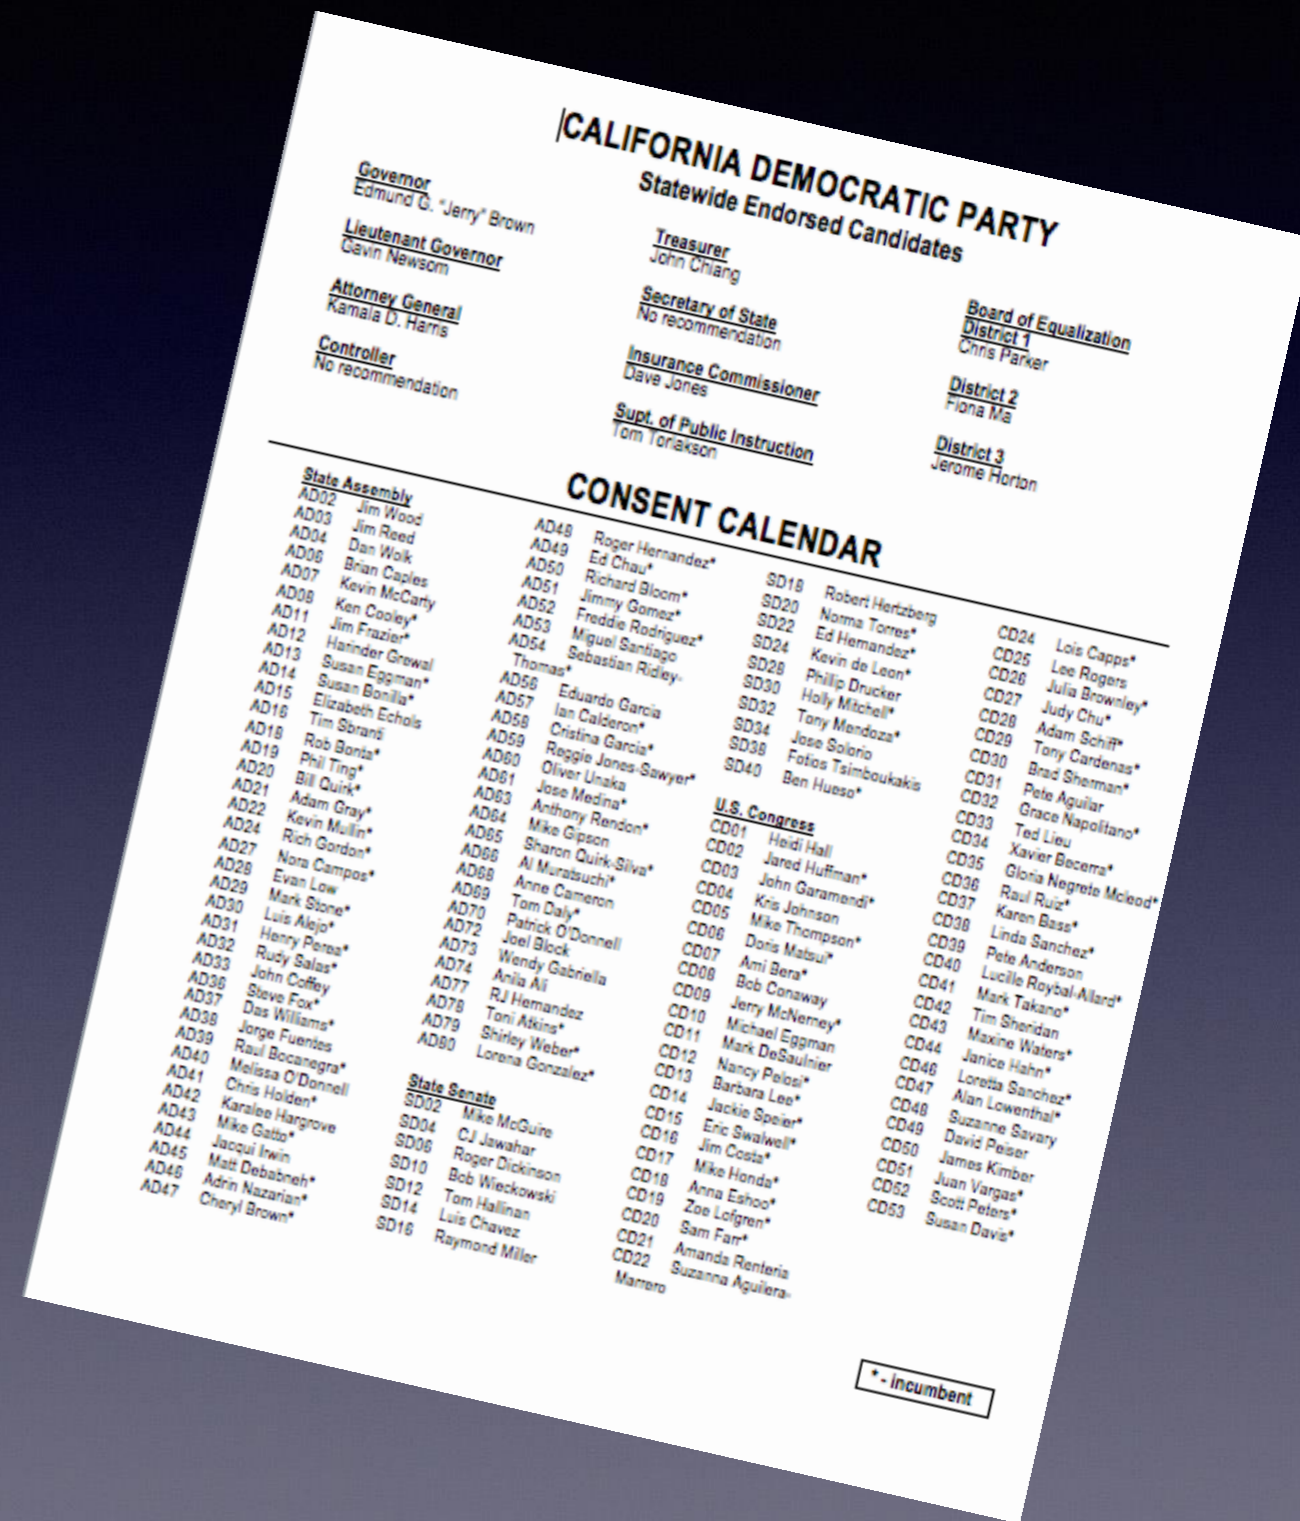 CALIFORNIA DEMOCRATIC PARTY
Statewide Endorsed Candidates
Governor
Edmund G. "Jerry" Brown
Lieutenant Governor
Gavin Newsom
Attorney General
Kamala D. Harris
Controller
No recommendation
Treasurer
John Chiang
Secretary of State
No recommendation
Insurance Commissioner
Dave Jones
Supt. of Public Instruction
Tom Torlakson
Board of Equalization
District 1
Chris Parker
District 2
Fiona Ma
District 3
Jerome Horton
CONSENT CALENDAR
State Assembly
AD02 Jim Wood
AD03 Jim Reed
AD04 Dan Wolk
AD06 Brian Caples
AD07 Kevin McCarty
AD08 Ken Cooley*
AD11 Jim Frazier*
AD12 Harinder Grewal
AD13 Susan Eggman*
AD14 Susan Bonilla*
AD15 Elizabeth Echols
AD16 Tim Sbranti
AD18 Rob Bonta*
AD19 Phil Ting*
AD20 Bill Quirk*
AD21 Adam Gray*
AD22 Kevin Mullin*
AD24 Rich Gordon*
AD27 Nora Campos*
AD28 Evan Low
AD29 Mark Stone*
AD30 Luis Alejo*
AD31 Henry Perea*
AD32 Rudy Salas*
AD33 John Coffey
AD36 Steve Fox*
AD37 Das Williams*
AD38 Jorge Fuentes
AD39 Raul Bocanegra*
AD40 Melissa O'Donnell
AD41 Chris Holden*
AD42 Karalee Hargrove
AD43 Mike Gatto*
AD44 Jacqui Irwin
AD45 Matt Debabneh*
AD46 Adrin Nazarian*
AD47 Cheryl Brown*
AD48 Roger Hernandez*
AD49 Ed Chau*
AD50 Richard Bloom*
AD51 Jimmy Gomez*
AD52 Freddie Rodriguez*
AD53 Miguel Santiago
AD54 Sebastian Ridley-
Thomas*
AD56 Eduardo Garcia
AD57 Ian Calderon*
AD58 Cristina Garcia*
AD59 Reggie Jones-Sawyer*
AD60 Oliver Unaka
AD61 Jose Medina*
AD63 Anthony Rendon*
AD64 Mike Gipson
AD65 Sharon Quirk-Silva*
AD66 Al Muratsuchi*
AD68 Anne Cameron
AD69 Tom Daly*
AD70 Patrick O'Donnell
AD72 Joel Block
AD73 Wendy Gabriella
AD74 Anila Ali
AD77 RJ Hernandez
AD78 Toni Atkins*
AD79 Shirley Weber*
AD80 Lorena Gonzalez*
State Senate
SD02 Mike McGuire
SD04 CJ Jawahar
SD06 Roger Dickinson
SD10 Bob Wieckowski
SD12 Tom Hallinan
SD14 Luis Chavez
SD16 Raymond Miller
SD18 Robert Hertzberg
SD20 Norma Torres*
SD22 Ed Hernandez*
SD24 Kevin de Leon*
SD28 Phillip Drucker
SD30 Holly Mitchell*
SD32 Tony Mendoza*
SD34 Jose Solorio
SD38 Fotios Tsimboukakis
SD40 Ben Hueso*
U.S. Congress
CD01 Heidi Hall
CD02 Jared Huffman*
CD03 John Garamendi*
CD04 Kris Johnson
CD05 Mike Thompson*
CD06 Doris Matsui*
CD07 Ami Bera*
CD08 Bob Conaway
CD09 Jerry McNerney*
CD10 Michael Eggman
CD11 Mark DeSaulnier
CD12 Nancy Pelosi*
CD13 Barbara Lee*
CD14 Jackie Speier*
CD15 Eric Swalwell*
CD16 Jim Costa*
CD17 Mike Honda*
CD18 Anna Eshoo*
CD19 Zoe Lofgren*
CD20 Sam Farr*
CD21 Amanda Renteria
CD22 Suzanna Aguilera-
Marrero
CD24 Lois Capps*
CD25 Lee Rogers
CD26 Julia Brownley*
CD27 Judy Chu*
CD28 Adam Schiff*
CD29 Tony Cardenas*
CD30 Brad Sherman*
CD31 Pete Aguilar
CD32 Grace Napolitano*
CD33 Ted Lieu
CD34 Xavier Becerra*
CD35 Gloria Negrete Mcleod*
CD36 Raul Ruiz*
CD37 Karen Bass*
CD38 Linda Sanchez*
CD39 Pete Anderson
CD40 Lucille Roybal-Allard*
CD41 Mark Takano*
CD42 Tim Sheridan
CD43 Maxine Waters*
CD44 Janice Hahn*
CD46 Loretta Sanchez*
CD47 Alan Lowenthal*
CD48 Suzanne Savary
CD49 David Peiser
CD50 James Kimber
CD51 Juan Vargas*
CD52 Scott Peters*
CD53 Susan Davis*
* - incumbent